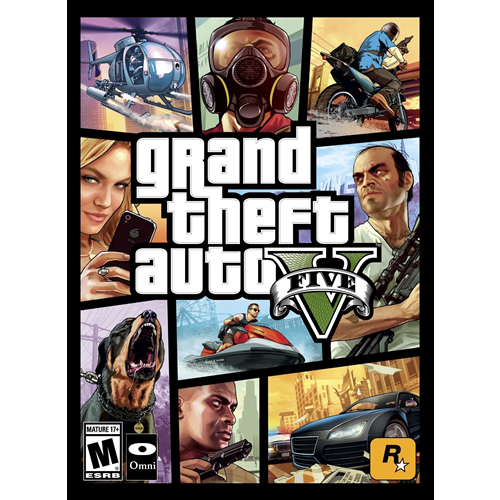 grand
theft
auto
V
FIVE
MATURE 17+
M
ESRB
Omni
R